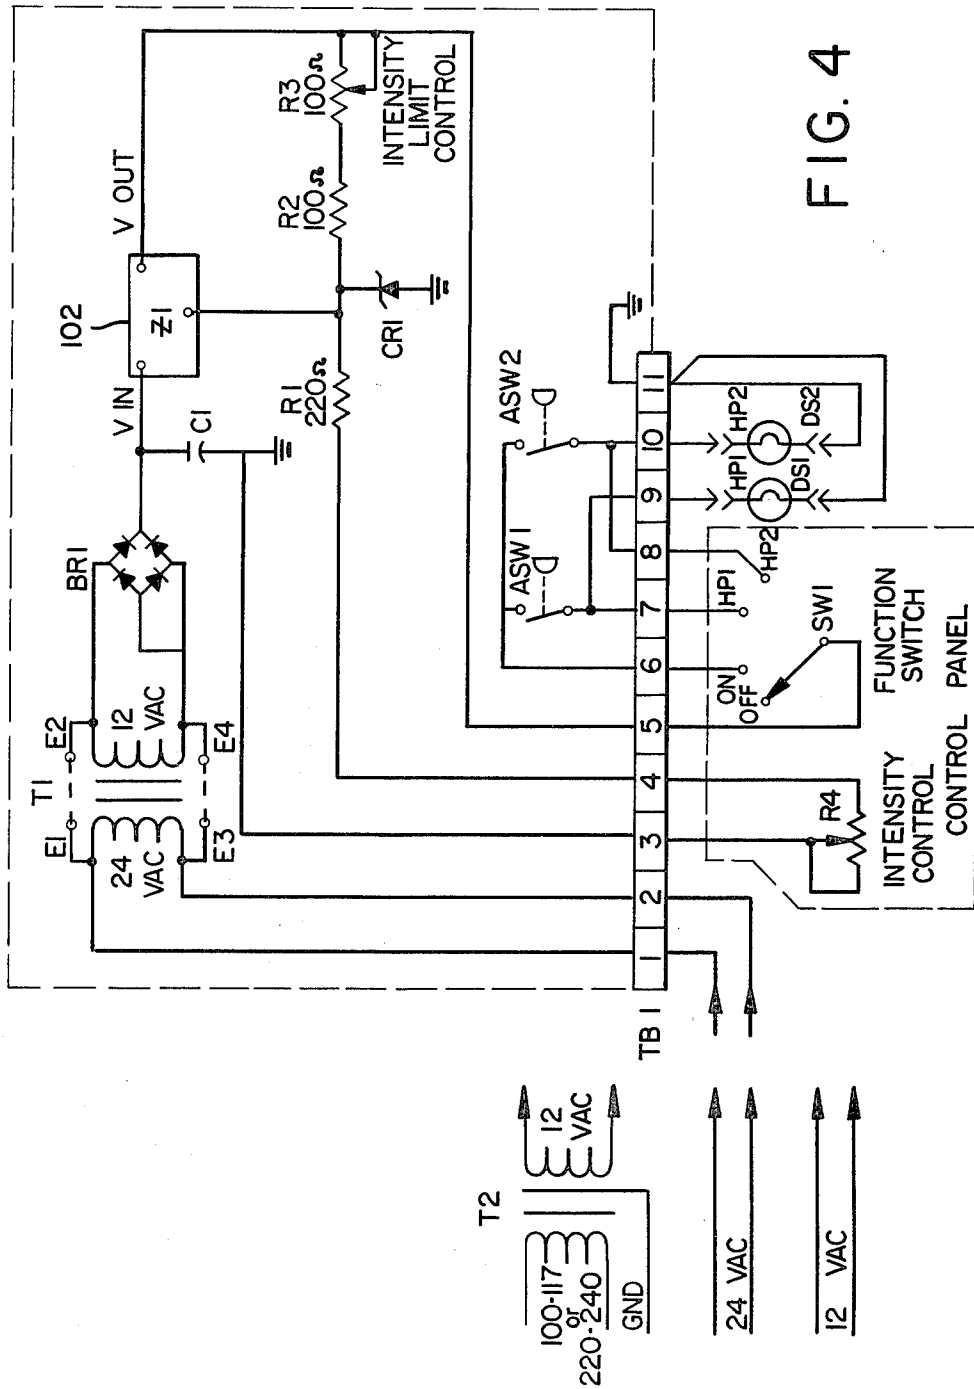 T1
E1
E2
24
VAC
12
VAC
E3
E4
BR1
V IN
C1
102
Z1
V OUT
R1
220Ω
CR1
R2
100Ω
R3
100Ω
INTENSITY
LIMIT
CONTROL
ASW1
ASW2
TB 1
1 2 3 4 5 6 7 8 9 10 11
HP1
HP2
DS1
DS2
R4
INTENSITY
CONTROL
OFF
ON
HP1
HP2
SW1
FUNCTION
SWITCH
CONTROL PANEL
T2
100-117
or
220-240
12
VAC
GND
24 VAC
12 VAC
FIG. 4